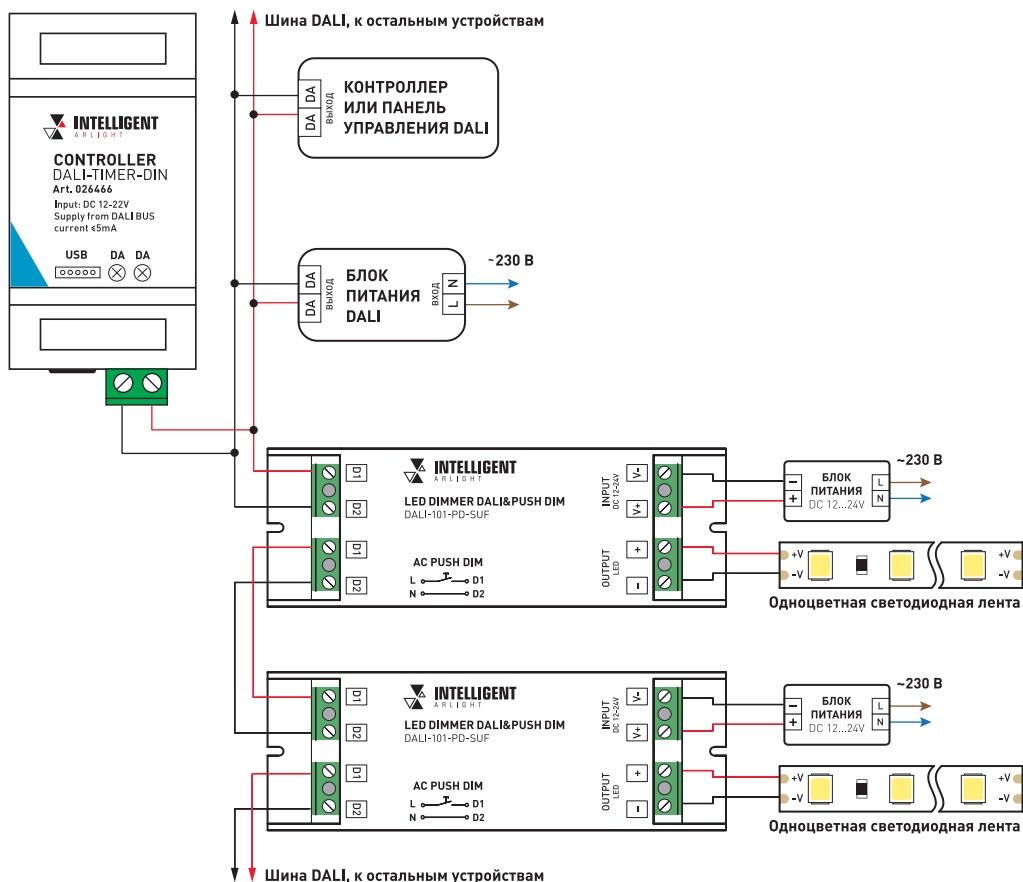 Шина DALI, к остальным устройствам
INTELLIGENT
ARLIGHT
CONTROLLER
DALI-TIMER-DIN
Art. 026466
Input: DC 12-22V
Supply from DALI BUS
current ≤5mA
USB DA DA
DA
DA
ВЫХОД
КОНТРОЛЛЕР
ИЛИ ПАНЕЛЬ
УПРАВЛЕНИЯ DALI
DA
DA
ВЫХОД
БЛОК
ПИТАНИЯ
DALI
ВХОД
N
L
~230 В
D1
D2
D1
D2
INTELLIGENT
ARLIGHT
LED DIMMER DALI&PUSH DIM
DALI-101-PD-SUF
AC PUSH DIM
L D1
N D2
INPUT
DC 12-24V
V-
V+
OUTPUT
LED
+
-
~230 В
−
+
БЛОК
ПИТАНИЯ
DC 12...24V
L
N
+V
-V
Одноцветная светодиодная лента
D1
D2
D1
D2
INTELLIGENT
ARLIGHT
LED DIMMER DALI&PUSH DIM
DALI-101-PD-SUF
AC PUSH DIM
L D1
N D2
INPUT
DC 12-24V
V-
V+
OUTPUT
LED
+
-
~230 В
−
+
БЛОК
ПИТАНИЯ
DC 12...24V
L
N
+V
-V
Одноцветная светодиодная лента
Шина DALI, к остальным устройствам